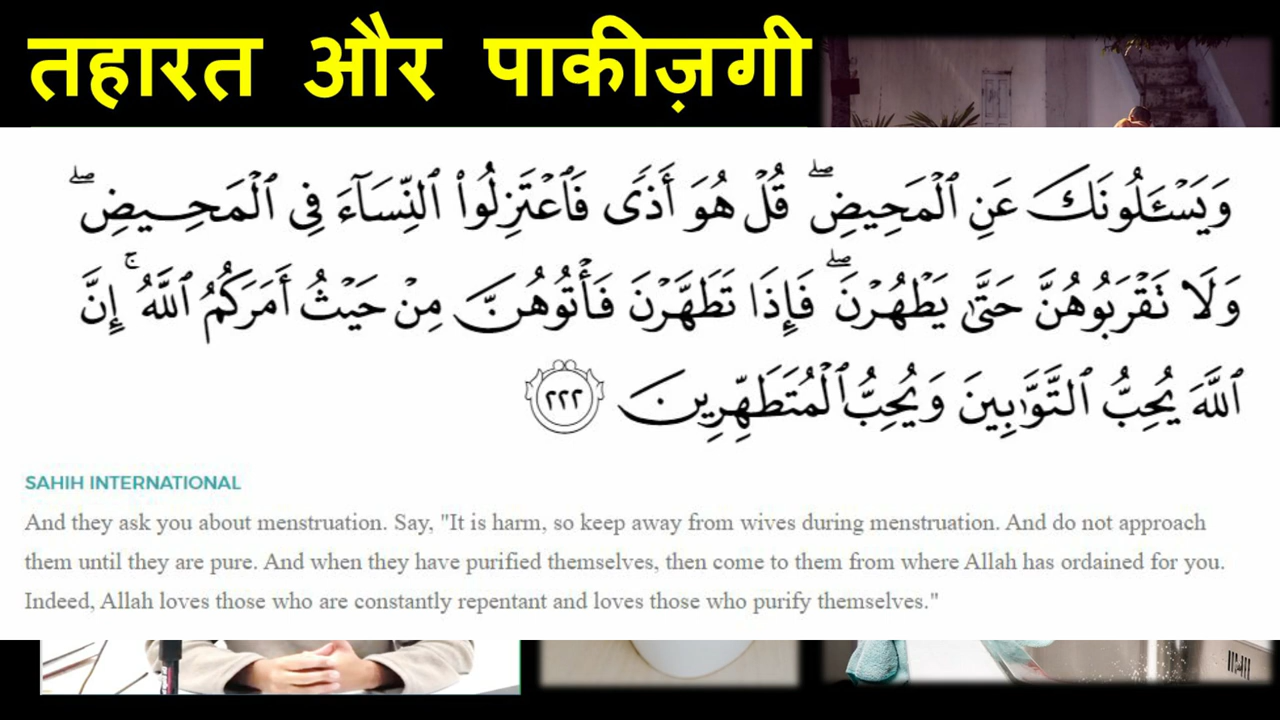 तहारत और पाकीज़गी
وَيَسْـَٔلُونَكَ عَنِ ٱلْمَحِيضِ ۖ قُلْ هُوَ أَذًى فَٱعْتَزِلُوا۟ ٱلنِّسَآءَ فِى ٱلْمَحِيضِ ۖ
وَلَا تَقْرَبُوهُنَّ حَتَّىٰ يَطْهُرْنَ ۖ فَإِذَا تَطَهَّرْنَ فَأْتُوهُنَّ مِنْ حَيْثُ أَمَرَكُمُ ٱللَّهُ ۚ إِنَّ
ٱللَّهَ يُحِبُّ ٱلتَّوَّٰبِينَ وَيُحِبُّ ٱلْمُتَطَهِّرِينَ ٢٢٢
SAHIH INTERNATIONAL
And they ask you about menstruation. Say, "It is harm, so keep away from wives during menstruation. And do not approach
them until they are pure. And when they have purified themselves, then come to them from where Allah has ordained for you.
Indeed, Allah loves those who are constantly repentant and loves those who purify themselves."